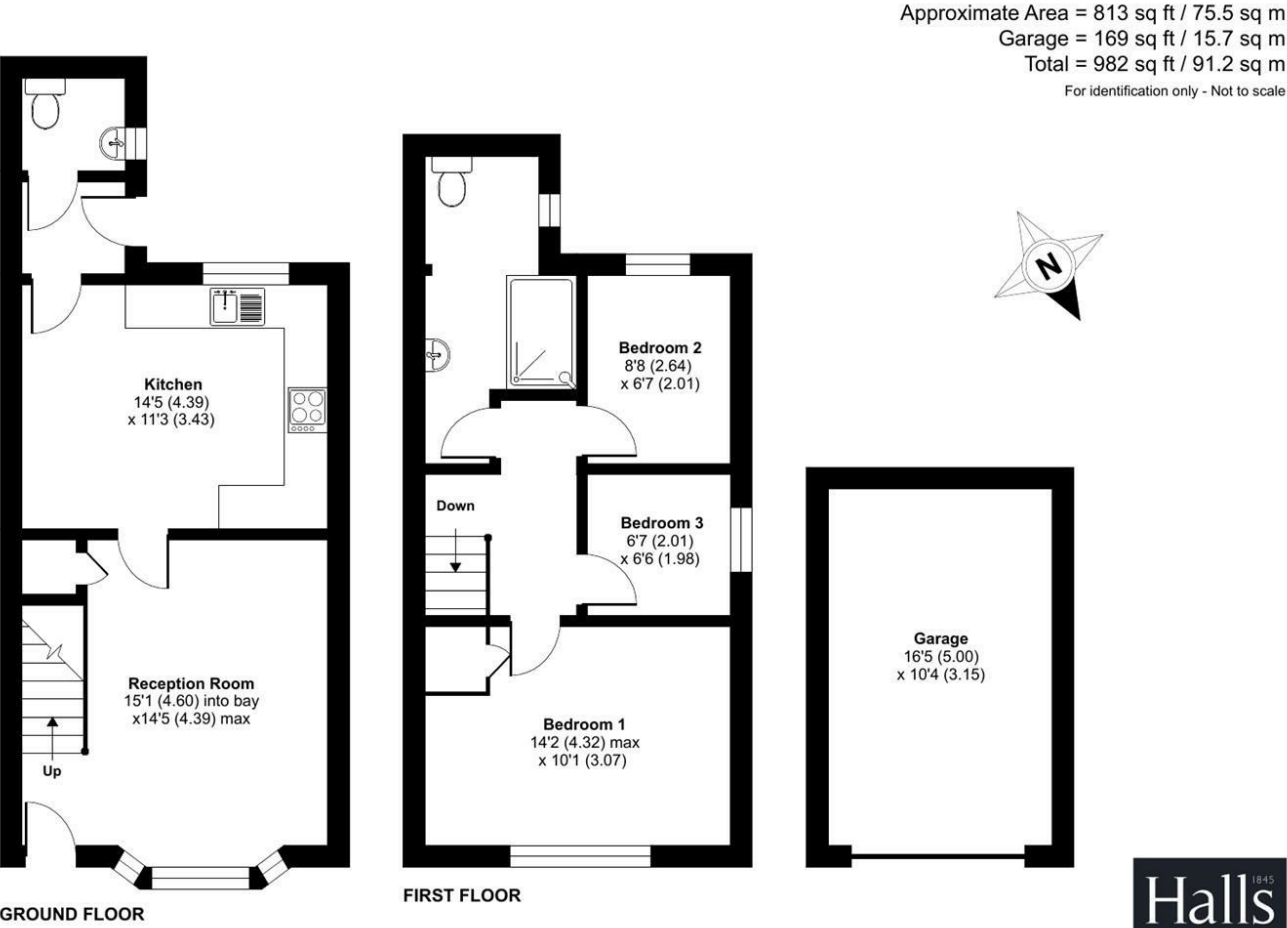 Approximate Area = 813 sq ft / 75.5 sq m
Garage = 169 sq ft / 15.7 sq m
Total = 982 sq ft / 91.2 sq m
For identification only - Not to scale
N
Kitchen
14'5 (4.39)
x 11'3 (3.43)
Reception Room
15'1 (4.60) into bay
x14'5 (4.39) max
Up
GROUND FLOOR
Bedroom 2
8'8 (2.64)
x 6'7 (2.01)
Down
Bedroom 3
6'7 (2.01)
x 6'6 (1.98)
Bedroom 1
14'2 (4.32) max
x 10'1 (3.07)
FIRST FLOOR
Garage
16'5 (5.00)
x 10'4 (3.15)
1845
Halls